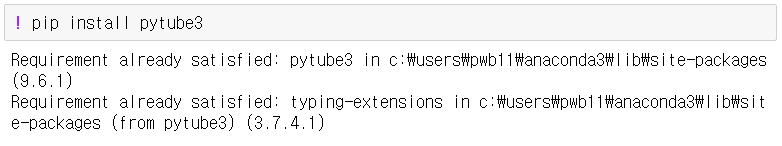 ! pip install pytube3
Requirement already satisfied: pytube3 in c:₩users₩pwb11₩anaconda3₩lib₩site-packages
(9.6.1)
Requirement already satisfied: typing-extensions in c:₩users₩pwb11₩anaconda3₩lib₩sit
e-packages (from pytube3) (3.7.4.1)